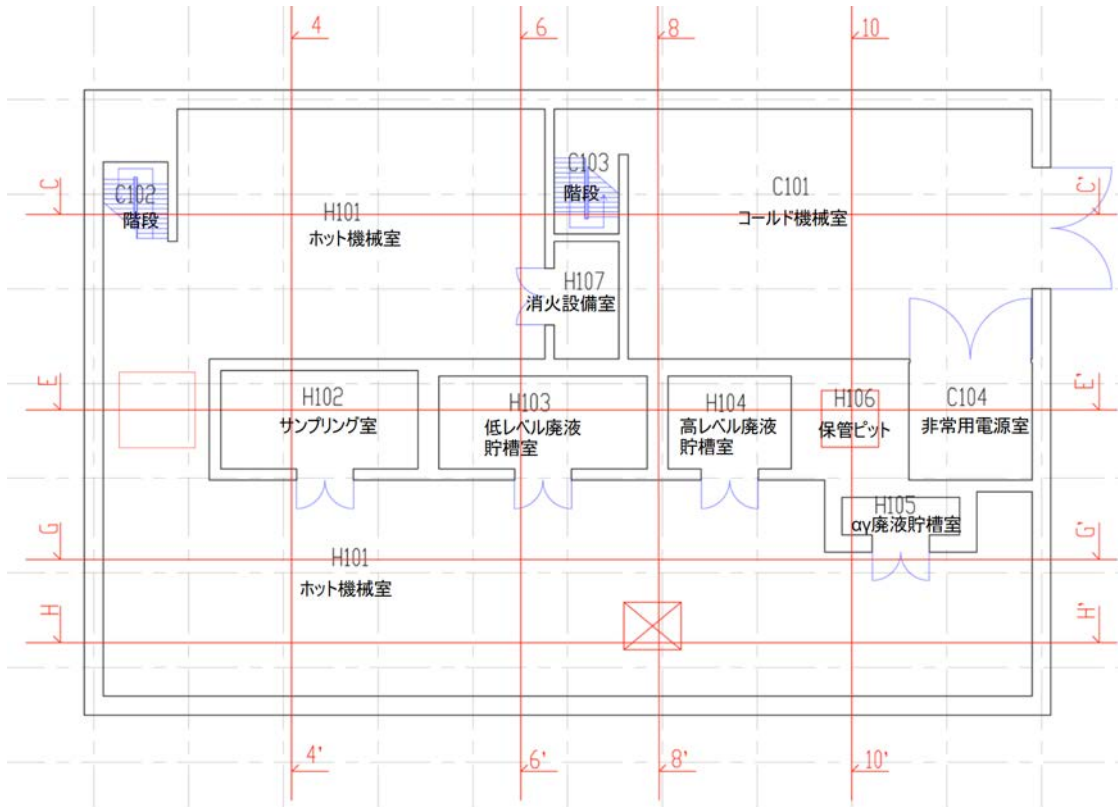 4
6
8
10
C
C102
階段
H101
ホット機械室
C103
階段
C101
コールド機械室
C'
H107
消火設備室
E
H102
サンプリング室
H103
低レベル廃液
貯槽室
H104
高レベル廃液
貯槽室
H106
保管ピット
C104
非常用電源室
E'
H105
αγ廃液貯槽室
G
H101
ホット機械室
G'
H
H'
4'
6'
8'
10'